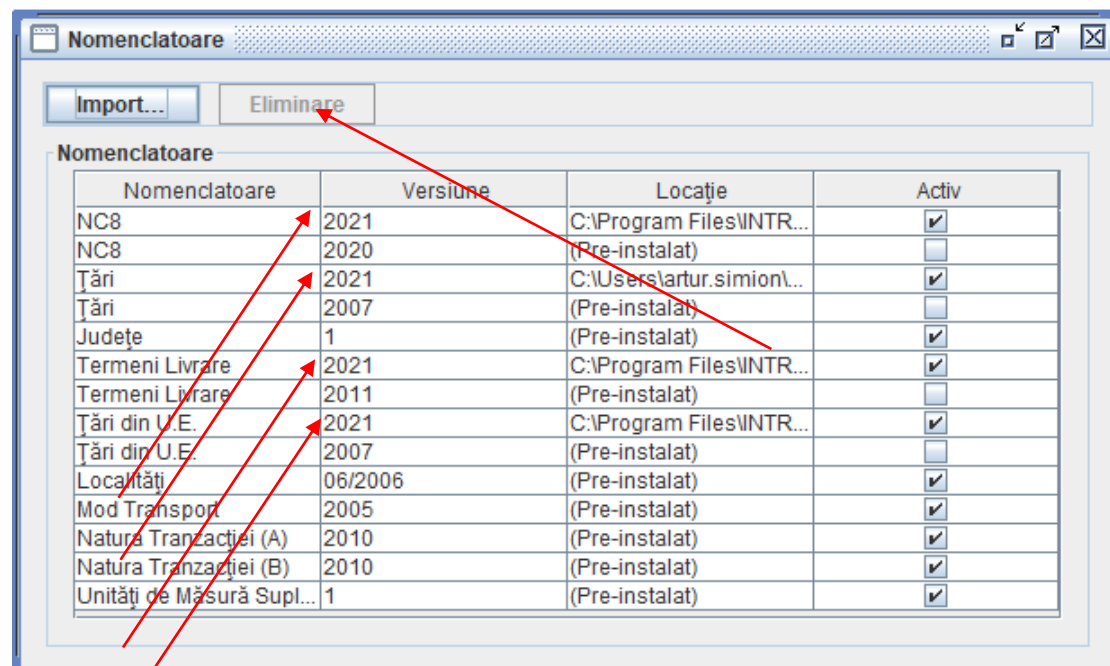 Nomenclatoare
Import... Eliminare
Nomenclatoare
Nomenclatoare Versiune Locaţie Activ
NC8 2021 C:\Program Files\INTR...
NC8 2020 (Pre-instalat)
Ţări 2021 C:\Users\artur.simion\...
Ţări 2007 (Pre-instalat)
Judeţe 1 (Pre-instalat)
Termeni Livrare 2021 C:\Program Files\INTR...
Termeni Livrare 2011 (Pre-instalat)
Ţări din U.E. 2021 C:\Program Files\INTR...
Ţări din U.E. 2007 (Pre-instalat)
Localităţi 06/2006 (Pre-instalat)
Mod Transport 2005 (Pre-instalat)
Natura Tranzacţiei (A) 2010 (Pre-instalat)
Natura Tranzacţiei (B) 2010 (Pre-instalat)
Unităţi de Măsură Supl... 1 (Pre-instalat)